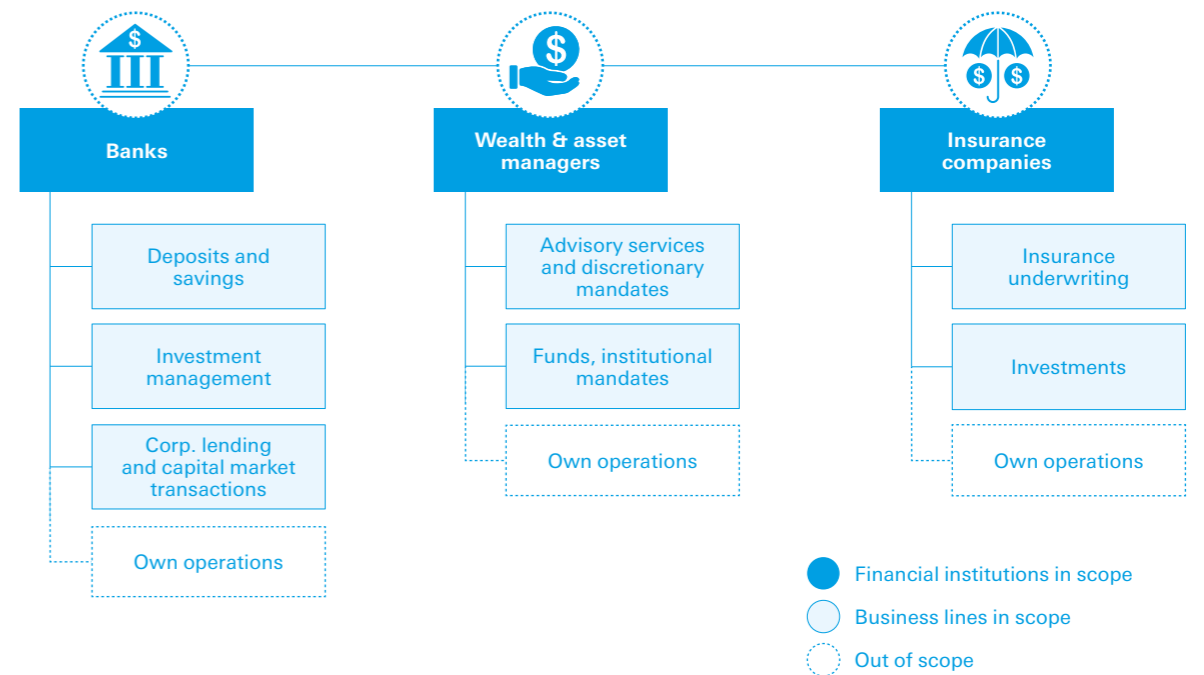 $
Banks
Deposits and
savings
Investment
management
Corp. lending
and capital market
transactions
Own operations
$
Wealth & asset
managers
Advisory services
and discretionary
mandates
Funds, institutional
mandates
Own operations
$ $
Insurance
companies
Insurance
underwriting
Investments
Own operations
Financial institutions in scope
Business lines in scope
Out of scope